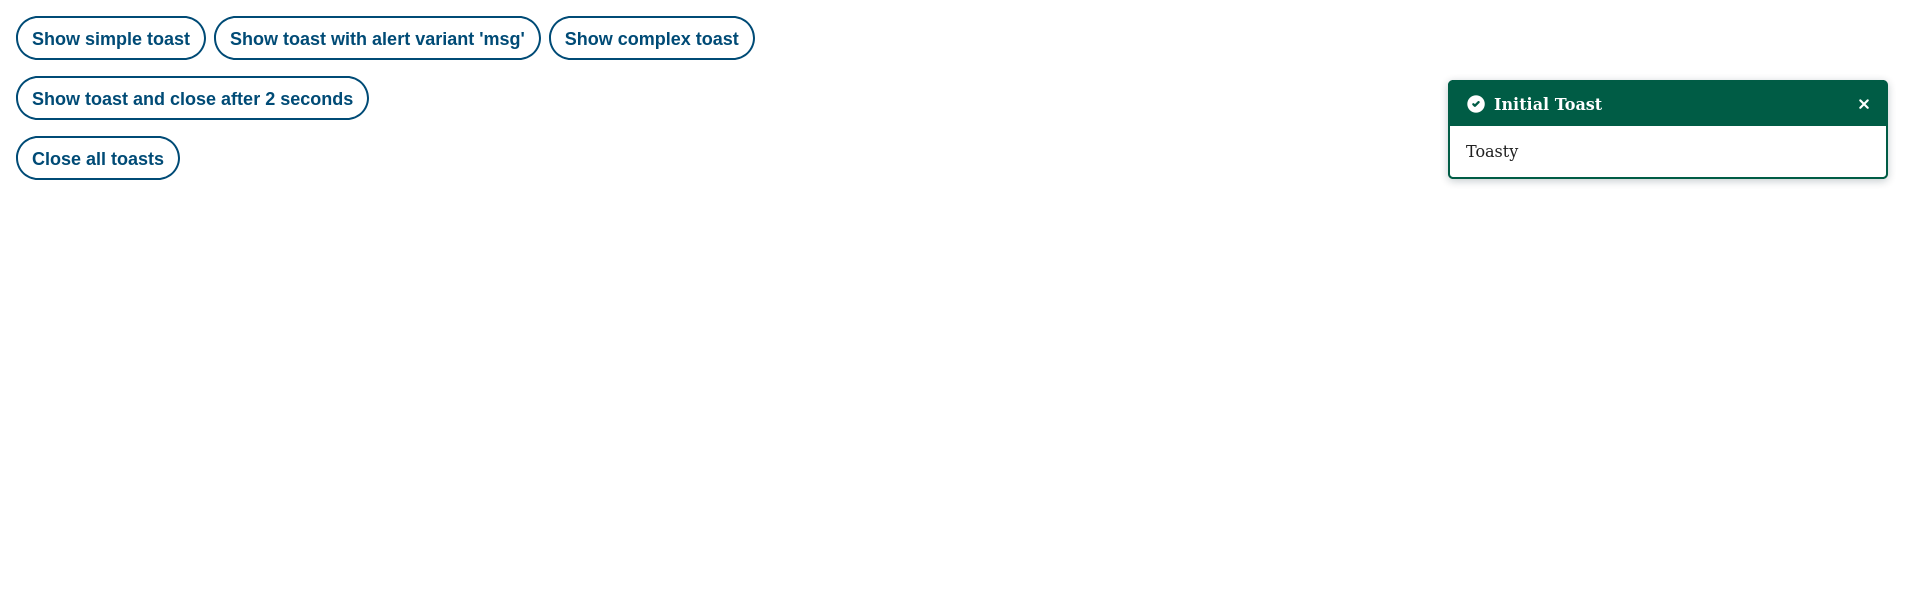 Show simple toast Show toast with alert variant 'msg' Show complex toast
Show toast and close after 2 seconds
Close all toasts
Initial Toast
Toasty